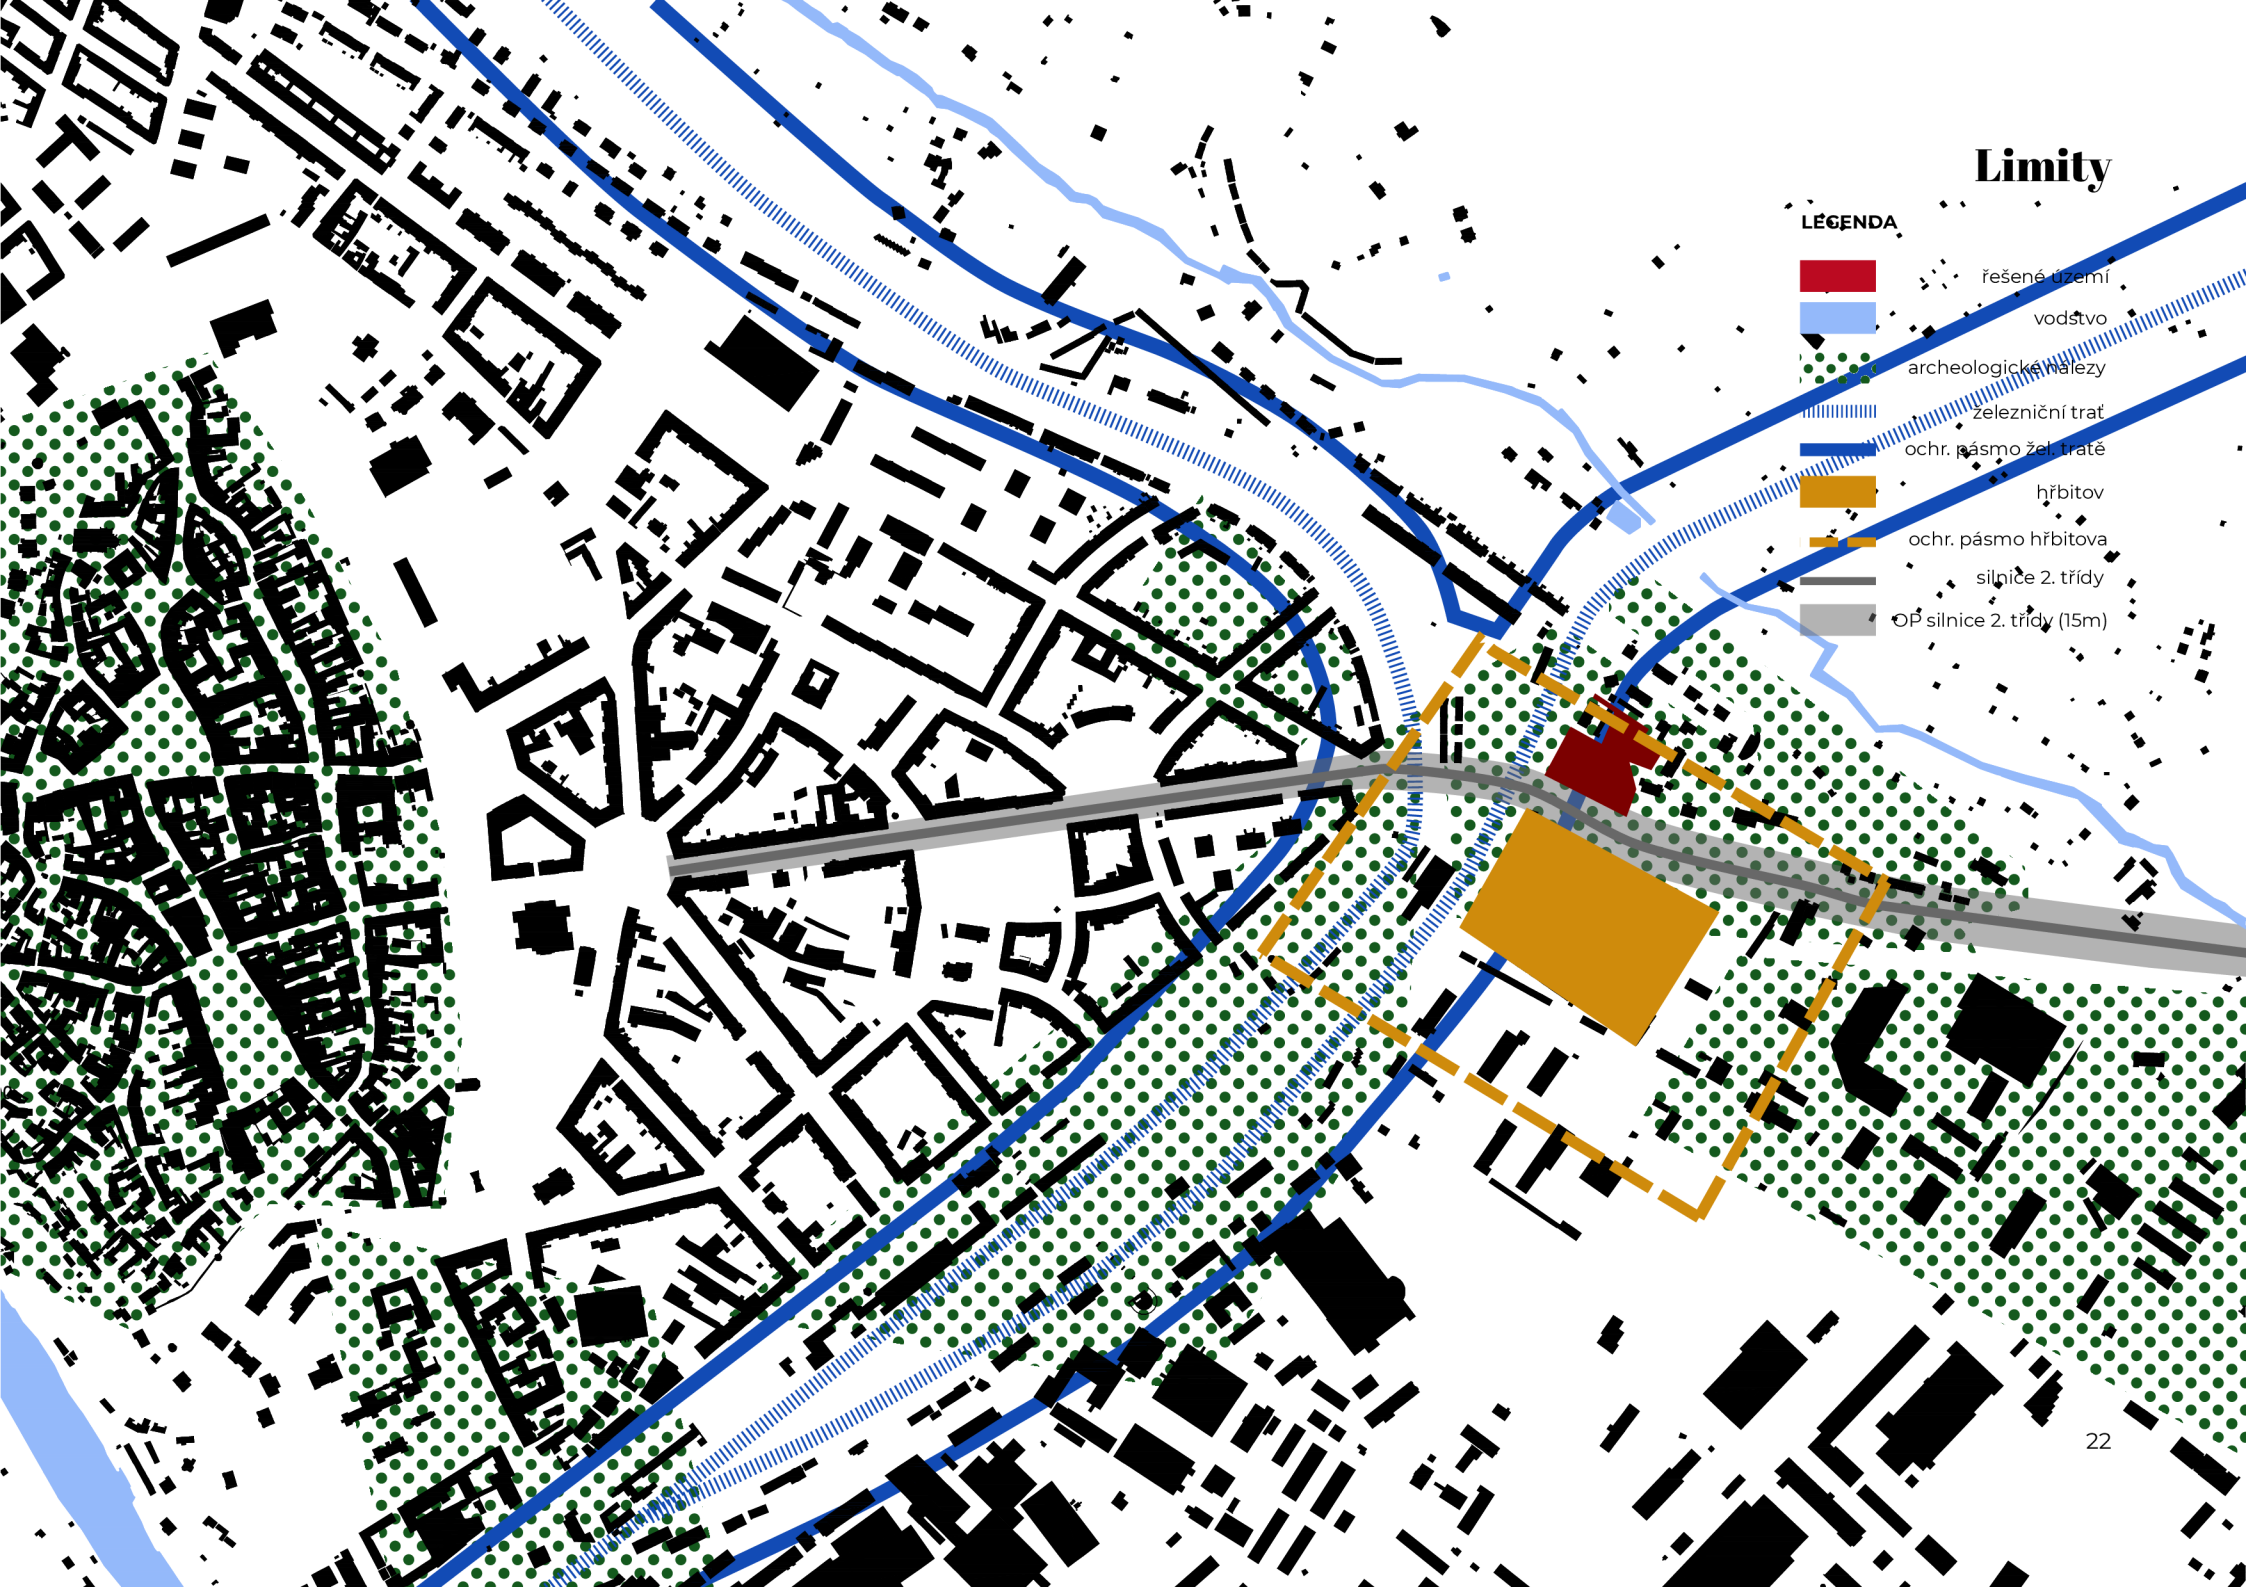 Limity
LEGENDA
řešené území
vodstvo
archeologické nálezy
železniční trať
ochr. pásmo žel. tratě
hřbitov
ochr. pásmo hřbitova
silnice 2. třídy
OP silnice 2. třídy (15m)
22